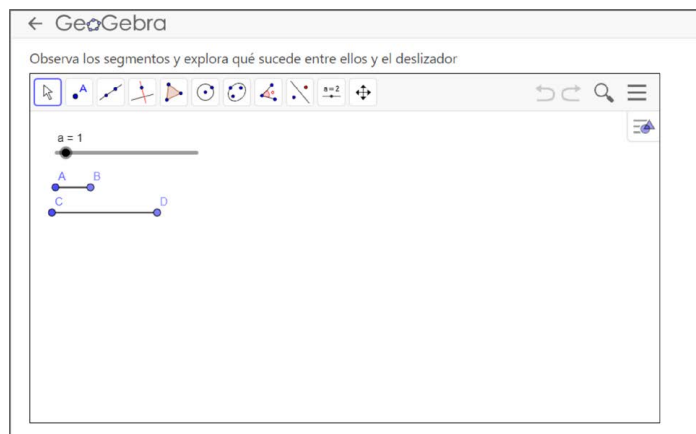 ← GeoGebra
Observa los segmentos y explora qué sucede entre ellos y el deslizador
A
a=2
a = 1
A B
C D